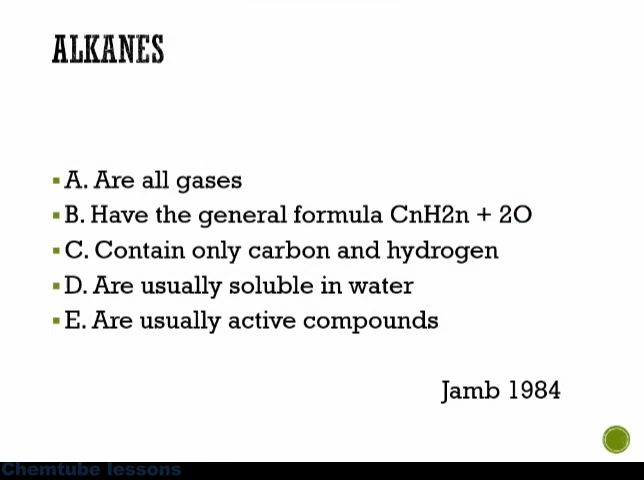 ALKANES
A. Are all gases
B. Have the general formula CnH2n + 2O
C. Contain only carbon and hydrogen
D. Are usually soluble in water
E. Are usually active compounds
Jamb 1984
Chemtube lessons